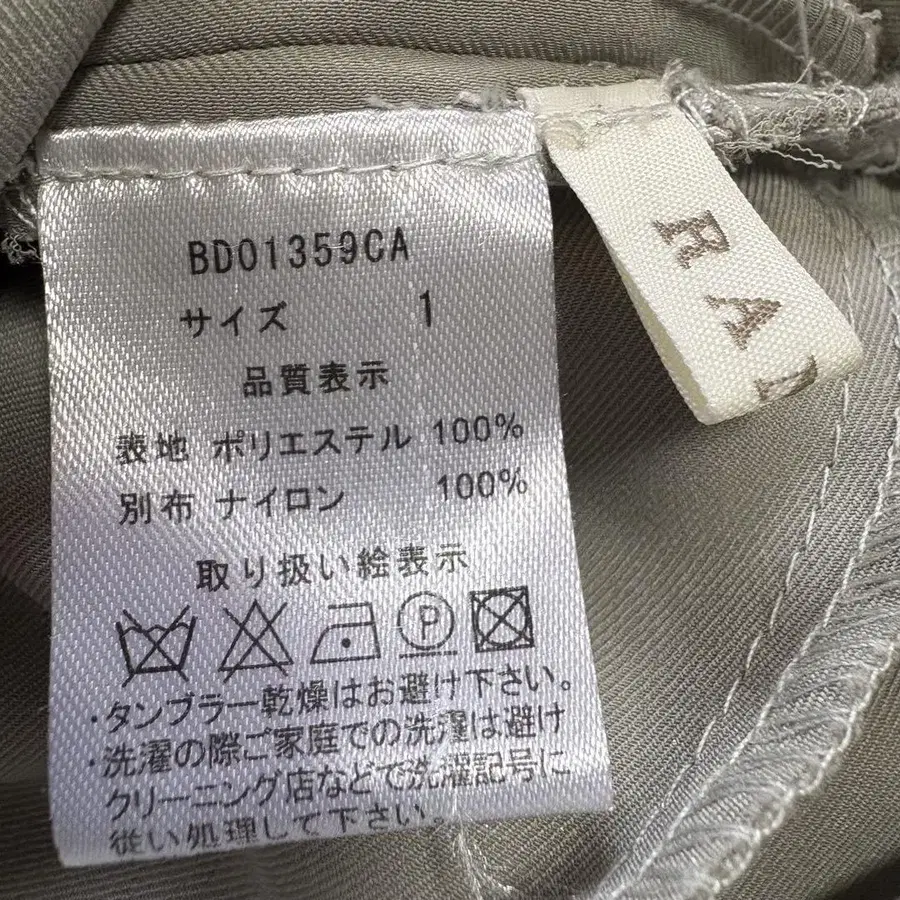 BD01359CA
サイズ 1
品質表示
表地 ポリエステル 100%
別布 ナイロン 100%
取り扱い絵表示
P
・タンブラー乾燥はお避け下さい。
・洗濯の際ご家庭での洗濯は避け
クリーニング店などで洗濯記号に
従い処理して下さい。
RA